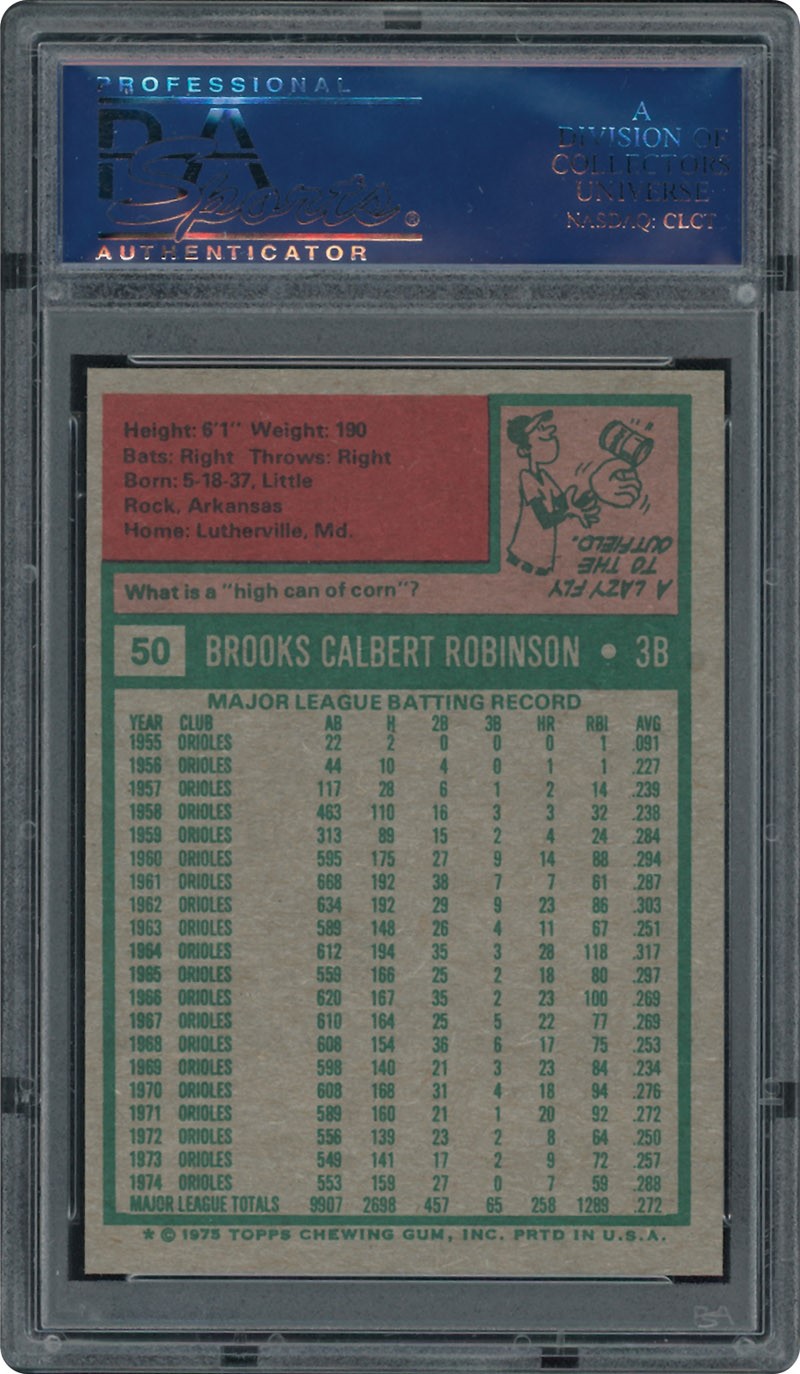 PROFESSIONAL
PSA
Sports®
AUTHENTICATOR
A
DIVISION OF
COLLECTORS
UNIVERSE
NASDAQ: CLCT
Height: 6'1" Weight: 190
Bats: Right Throws: Right
Born: 5-18-37, Little
Rock, Arkansas
Home: Lutherville, Md.
A LAZY FLY
TO THE
OUTFIELD.
What is a "high can of corn"?
50 BROOKS CALBERT ROBINSON • 3B
MAJOR LEAGUE BATTING RECORD
YEAR CLUB AB H 2B 3B HR RBI AVG
1955 ORIOLES 22 2 0 0 0 1 .091
1956 ORIOLES 44 10 4 0 1 1 .227
1957 ORIOLES 117 28 6 1 2 14 .239
1958 ORIOLES 463 110 16 3 3 32 .238
1959 ORIOLES 313 89 15 2 4 24 .284
1960 ORIOLES 595 175 27 9 14 88 .294
1961 ORIOLES 668 192 38 7 7 61 .287
1962 ORIOLES 634 192 29 9 23 86 .303
1963 ORIOLES 589 148 26 4 11 67 .251
1964 ORIOLES 612 194 35 3 28 118 .317
1965 ORIOLES 559 166 25 2 18 80 .297
1966 ORIOLES 620 167 35 2 23 100 .269
1967 ORIOLES 610 164 25 5 22 77 .269
1968 ORIOLES 608 154 36 6 17 75 .253
1969 ORIOLES 598 140 21 3 23 84 .234
1970 ORIOLES 608 168 31 4 18 94 .276
1971 ORIOLES 589 160 21 1 20 92 .272
1972 ORIOLES 556 139 23 2 8 64 .250
1973 ORIOLES 549 141 17 2 9 72 .257
1974 ORIOLES 553 159 27 0 7 59 .288
MAJOR LEAGUE TOTALS 9907 2698 457 65 258 1289 .272
* © 1975 TOPPS CHEWING GUM, INC. PRTD IN U.S.A.
PSA